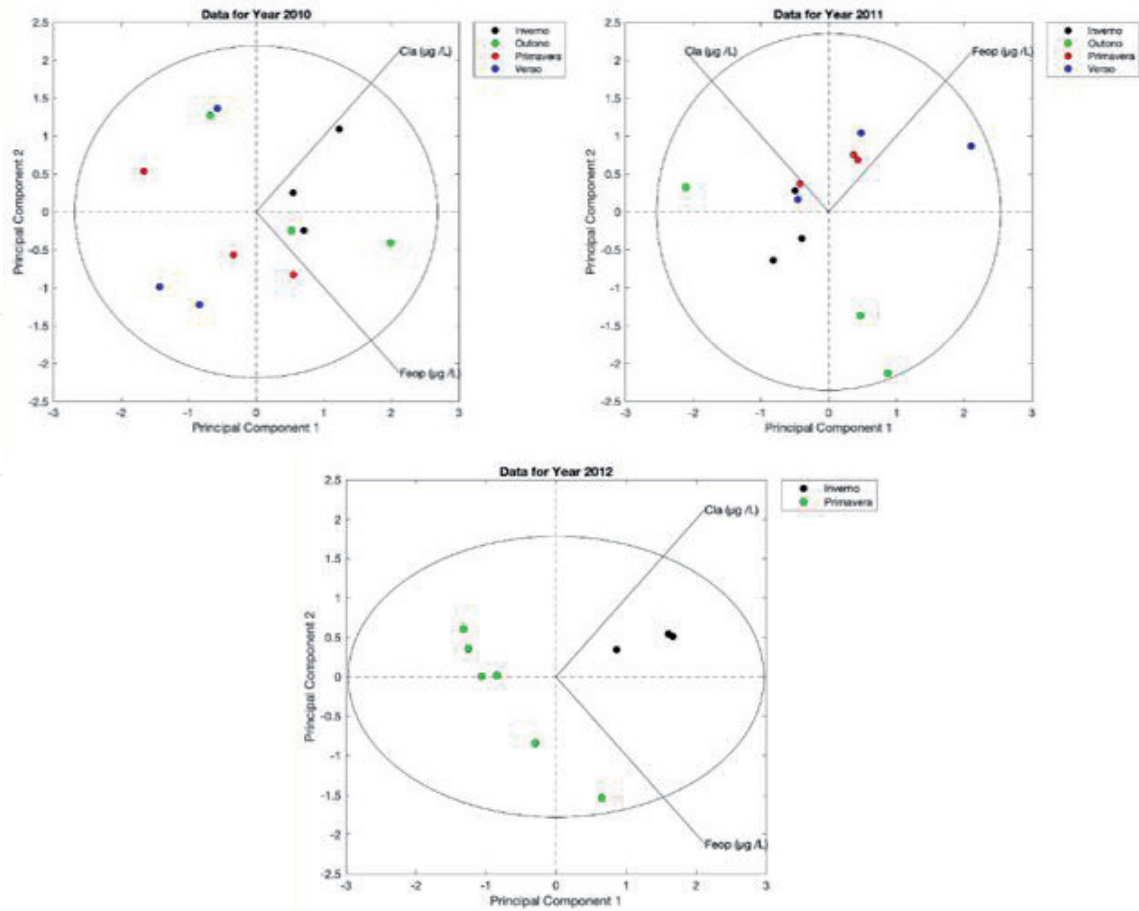 Data for Year 2010
Inverno
Outono
Primavera
Verao
Cla (µg /L)
Feop (µg /L)
2.5
2
1.5
1
0.5
0
-0.5
-1
-1.5
-2
-2.5
Principal Component 2
-3 -2 -1 0 1 2 3
Principal Component 1
Data for Year 2011
Inverno
Outono
Primavera
Verao
Cla (µg /L)
Feop (µg /L)
2.5
2
1.5
1
0.5
0
-0.5
-1
-1.5
-2
-2.5
Principal Component 2
-3 -2 -1 0 1 2 3
Principal Component 1
Data for Year 2012
Inverno
Primavera
Cla (µg /L)
Feop (µg /L)
2.5
2
1.5
1
0.5
0
-0.5
-1
-1.5
-2
-2.5
Principal Component 2
-3 -2 -1 0 1 2 3
Principal Component 1